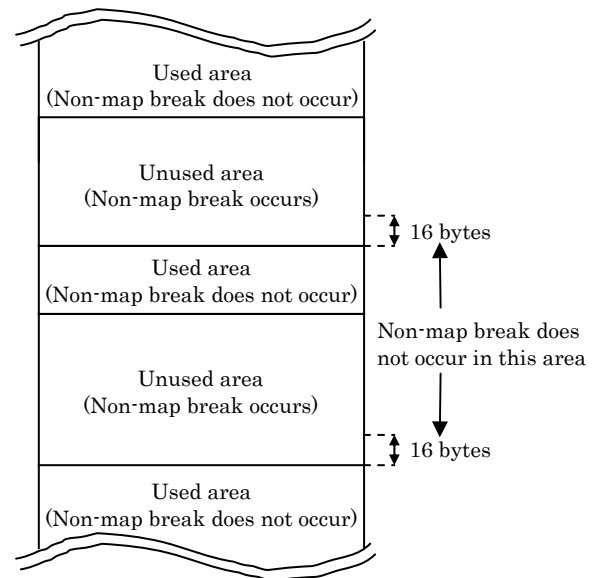 Used area
(Non-map break does not occur)
Unused area
(Non-map break occurs)
16 bytes
Used area
(Non-map break does not occur)
Non-map break does
not occur in this area
Unused area
(Non-map break occurs)
16 bytes
Used area
(Non-map break does not occur)